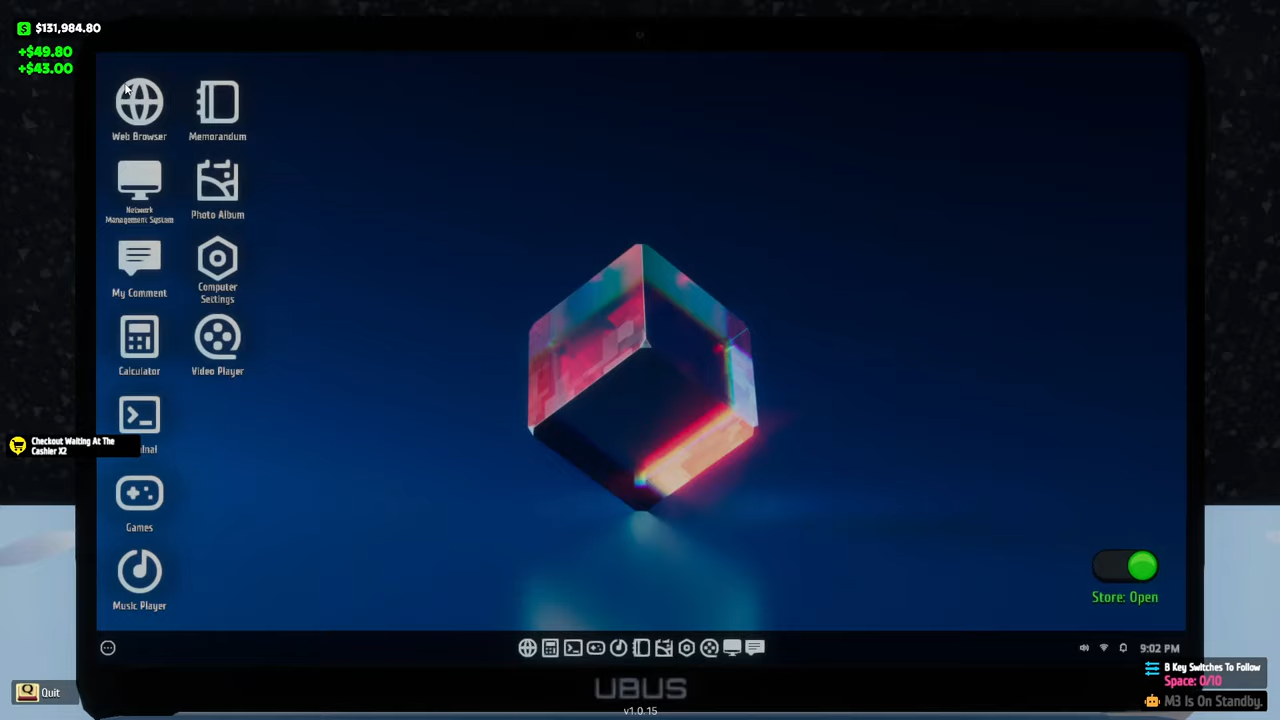 $131,984.80
+$49.80
+$43.00
Web Browser
Memorandum
Network
Management System
Photo Album
My Comment
Computer
Settings
Calculator
Video Player
Checkout Waiting At The
Cashier X2
Games
Music Player
Store: Open
9:02 PM
B Key Switches To Follow
Space: 0/10
M3 Is On Standby.
Q Quit
UBUS
v1.0.15